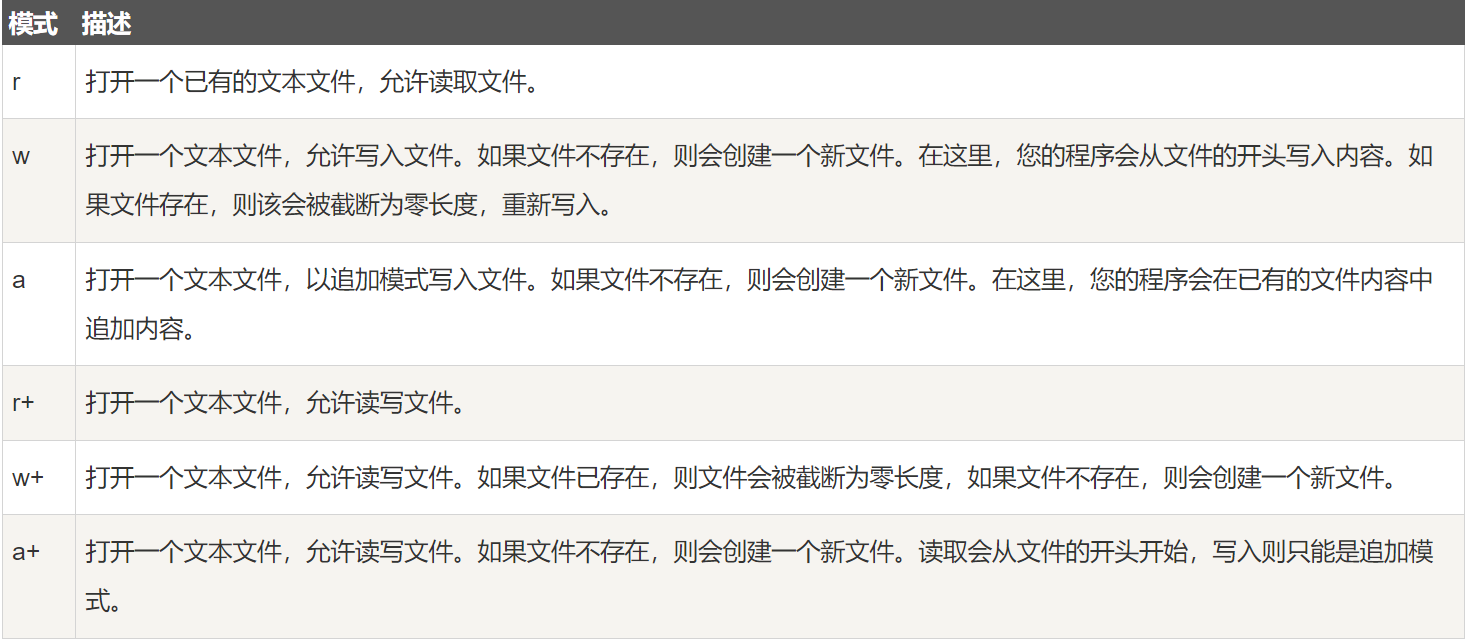 模式 描述
r 打开一个已有的文本文件，允许读取文件。
w 打开一个文本文件，允许写入文件。如果文件不存在，则会创建一个新文件。在这里，您的程序会从文件的开头写入内容。如
果文件存在，则该会被截断为零长度，重新写入。
a 打开一个文本文件，以追加模式写入文件。如果文件不存在，则会创建一个新文件。在这里，您的程序会在已有的文件内容中
追加内容。
r+ 打开一个文本文件，允许读写文件。
w+ 打开一个文本文件，允许读写文件。如果文件已存在，则文件会被截断为零长度，如果文件不存在，则会创建一个新文件。
a+ 打开一个文本文件，允许读写文件。如果文件不存在，则会创建一个新文件。读取会从文件的开头开始，写入则只能是追加模
式。